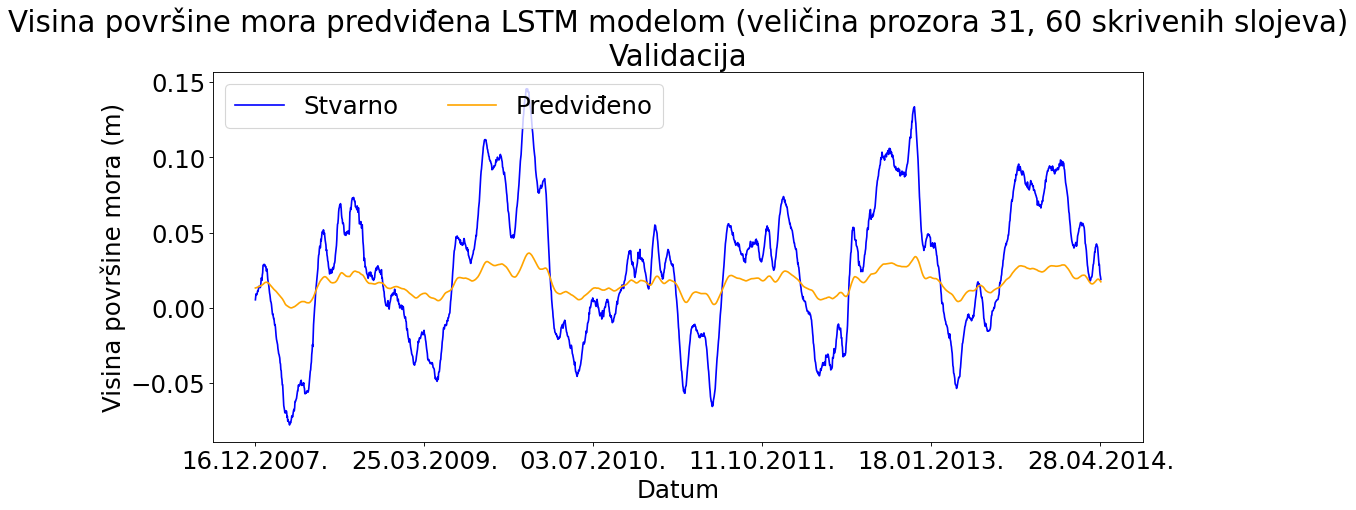 Visina površine mora predviđena LSTM modelom (veličina prozora 31, 60 skrivenih slojeva)
Validacija
Stvarno Predviđeno
Visina površine mora (m)
0.15
0.10
0.05
0.00
−0.05
16.12.2007. 25.03.2009. 03.07.2010. 11.10.2011. 18.01.2013. 28.04.2014.
Datum